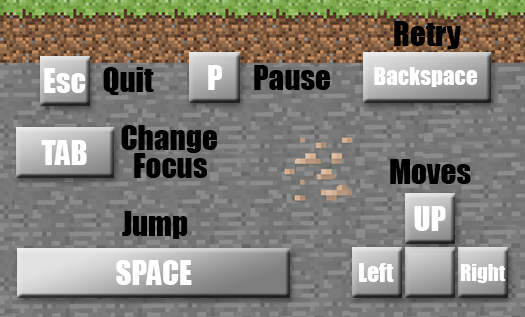 Retry
Esc Quit P Pause Backspace
TAB Change
Focus
Moves
UP
Jump
SPACE Left Right